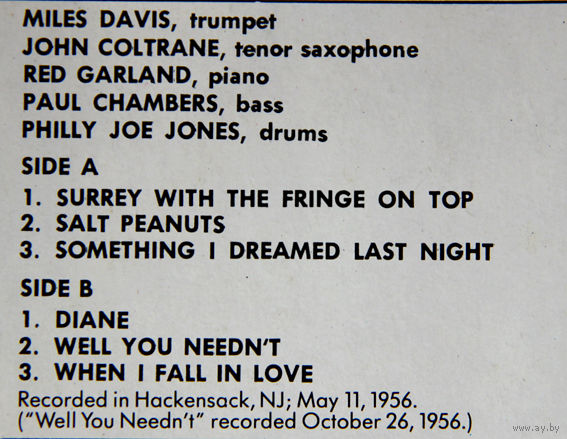 MILES DAVIS, trumpet
JOHN COLTRANE, tenor saxophone
RED GARLAND, piano
PAUL CHAMBERS, bass
PHILLY JOE JONES, drums
SIDE A
1. SURREY WITH THE FRINGE ON TOP
2. SALT PEANUTS
3. SOMETHING I DREAMED LAST NIGHT
SIDE B
1. DIANE
2. WELL YOU NEEDN'T
3. WHEN I FALL IN LOVE
Recorded in Hackensack, NJ; May 11, 1956.
("Well You Needn't" recorded October 26, 1956.)
www.ay.by